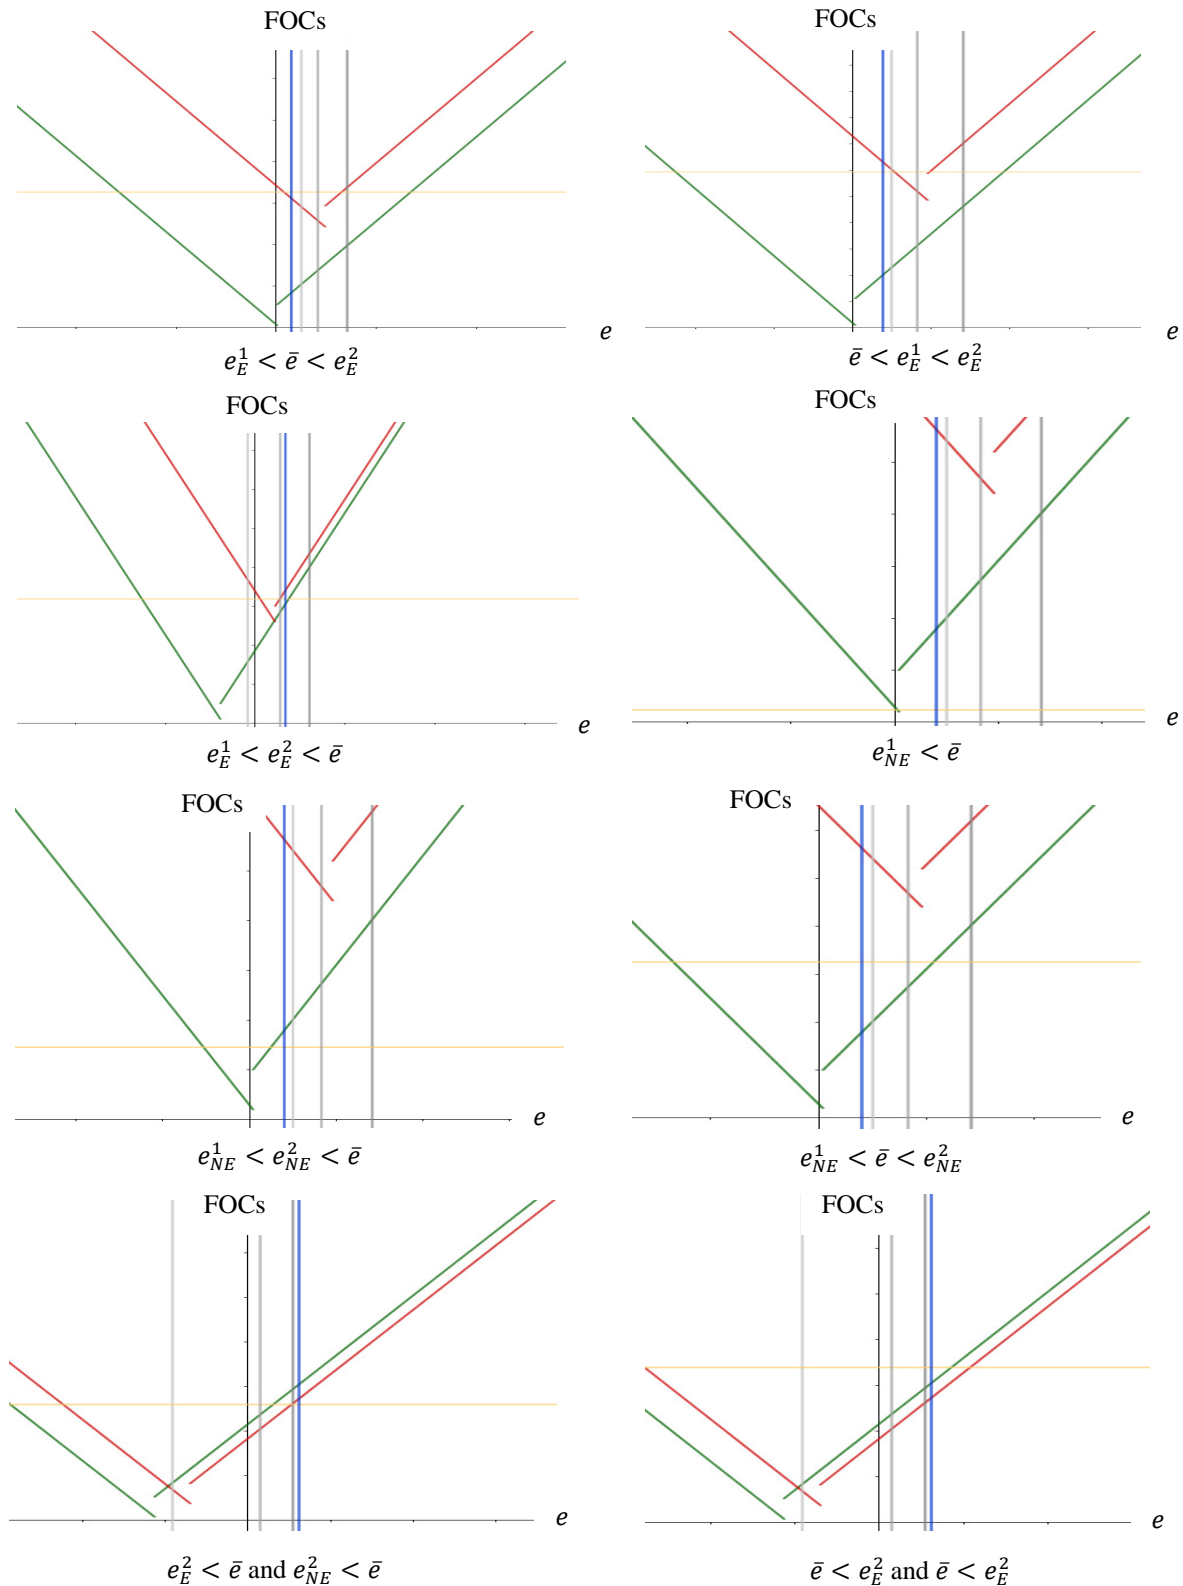 FOCs
FOCs
e
e
e_E^1 < ē < e_E^2
ē < e_E^1 < e_E^2
FOCs
FOCs
e
e
e_E^1 < e_E^2 < ē
e_NE^1 < ē
FOCs
FOCs
e
e
e_NE^1 < e_NE^2 < ē
e_NE^1 < ē < e_NE^2
FOCs
FOCs
e
e
e_E^2 < ē and e_NE^2 < ē
ē < e_E^2 and ē < e_E^2